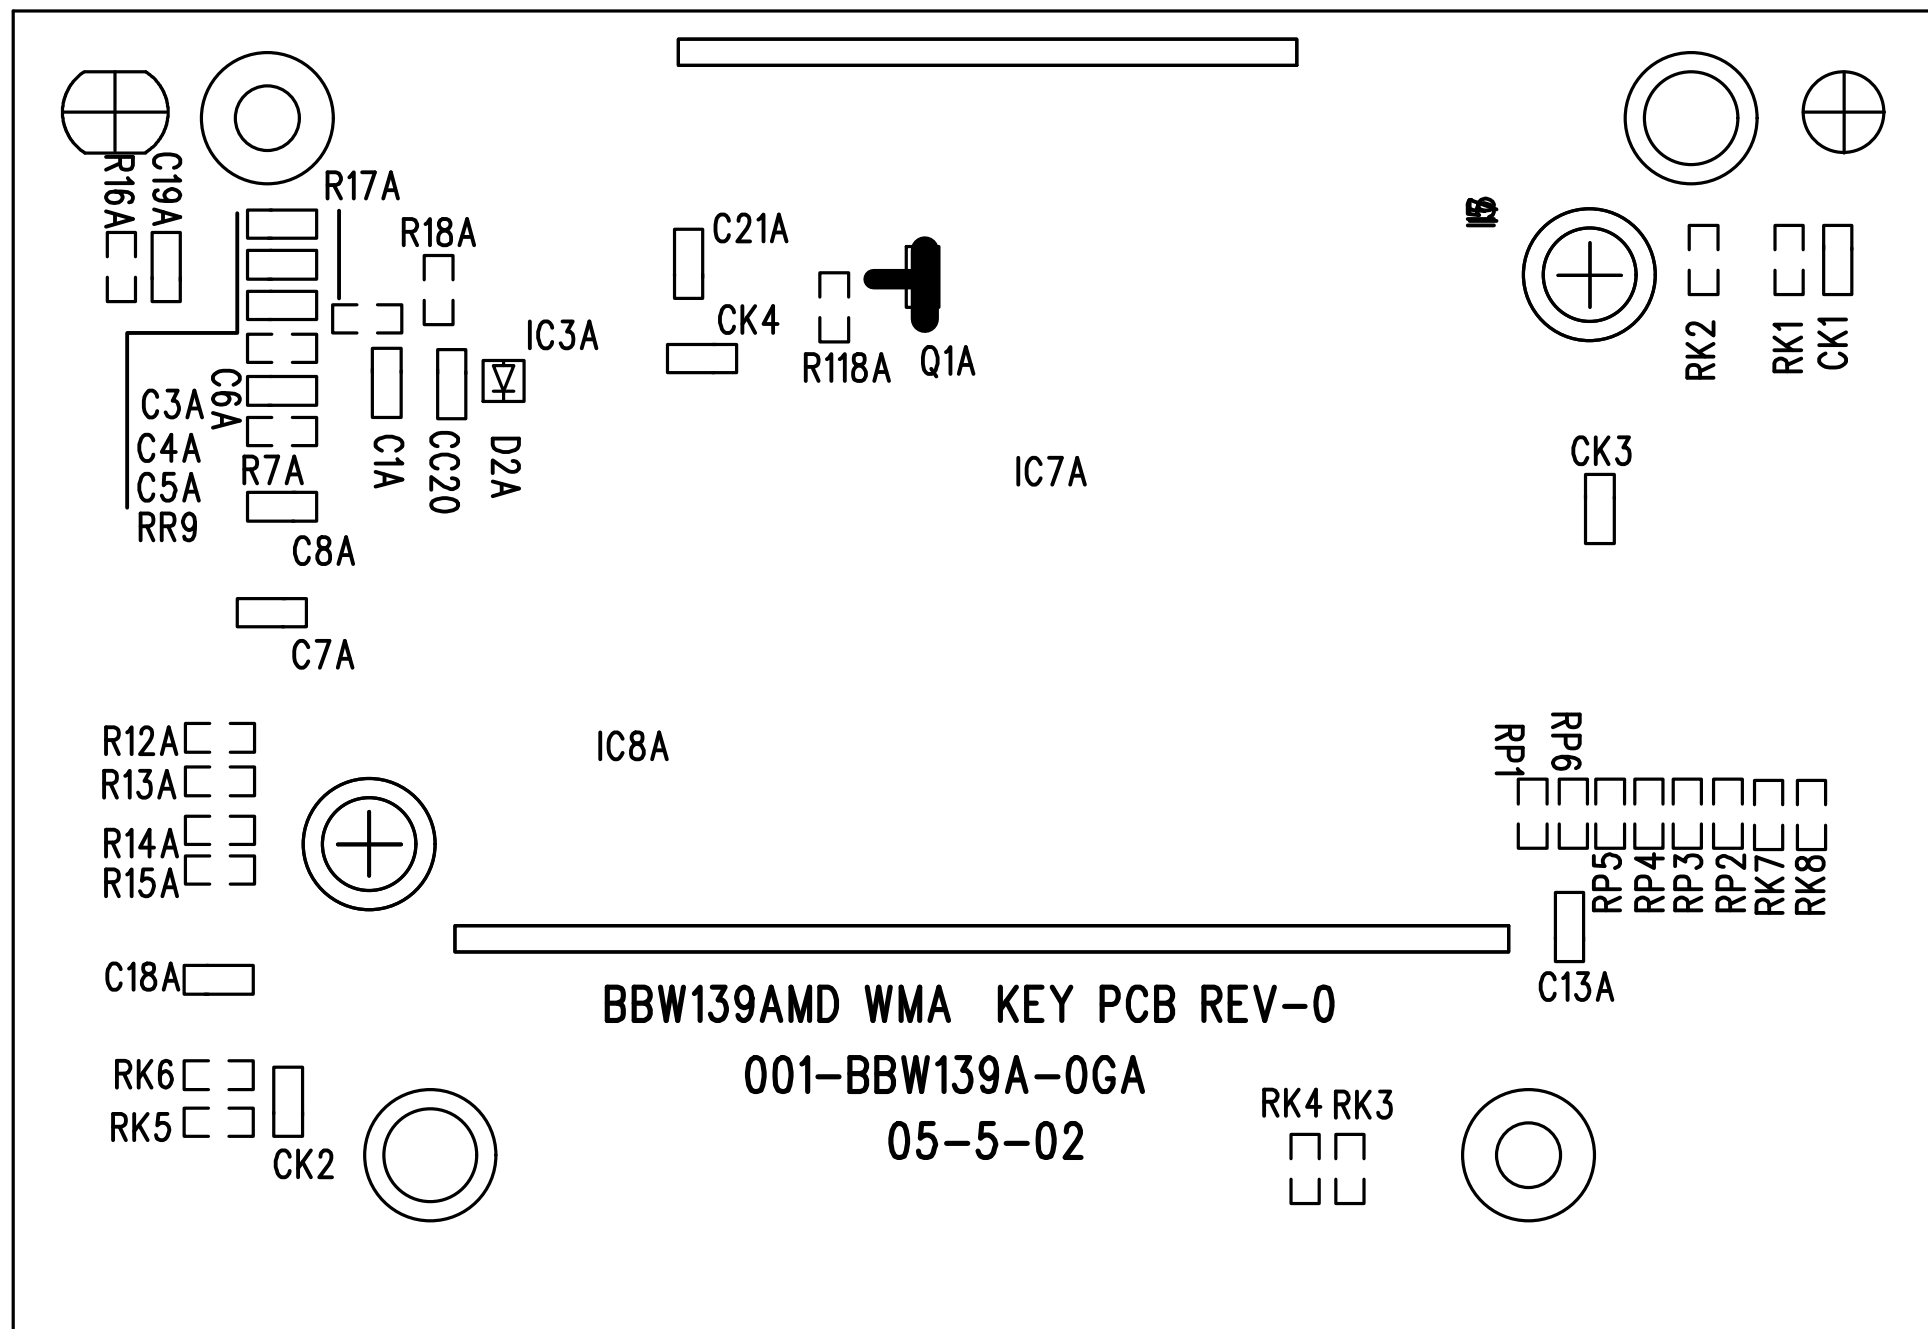 R16A
C19A
R17A
R18A
C21A
CK4
R118A
Q1A
IC3A
C6A
C3A
C4A
C5A
RR9
R7A
C1A
CC20
D2A
C8A
C7A
IC7A
RK2
RK1
CK1
CK3
R12A
R13A
R14A
R15A
IC8A
RP1
RP6
RP5
RP4
RP3
RP2
RK7
RK8
C13A
C18A
BBW139AMD WMA KEY PCB REV-0
001-BBW139A-0GA
05-5-02
RK6
RK5
CK2
RK4 RK3